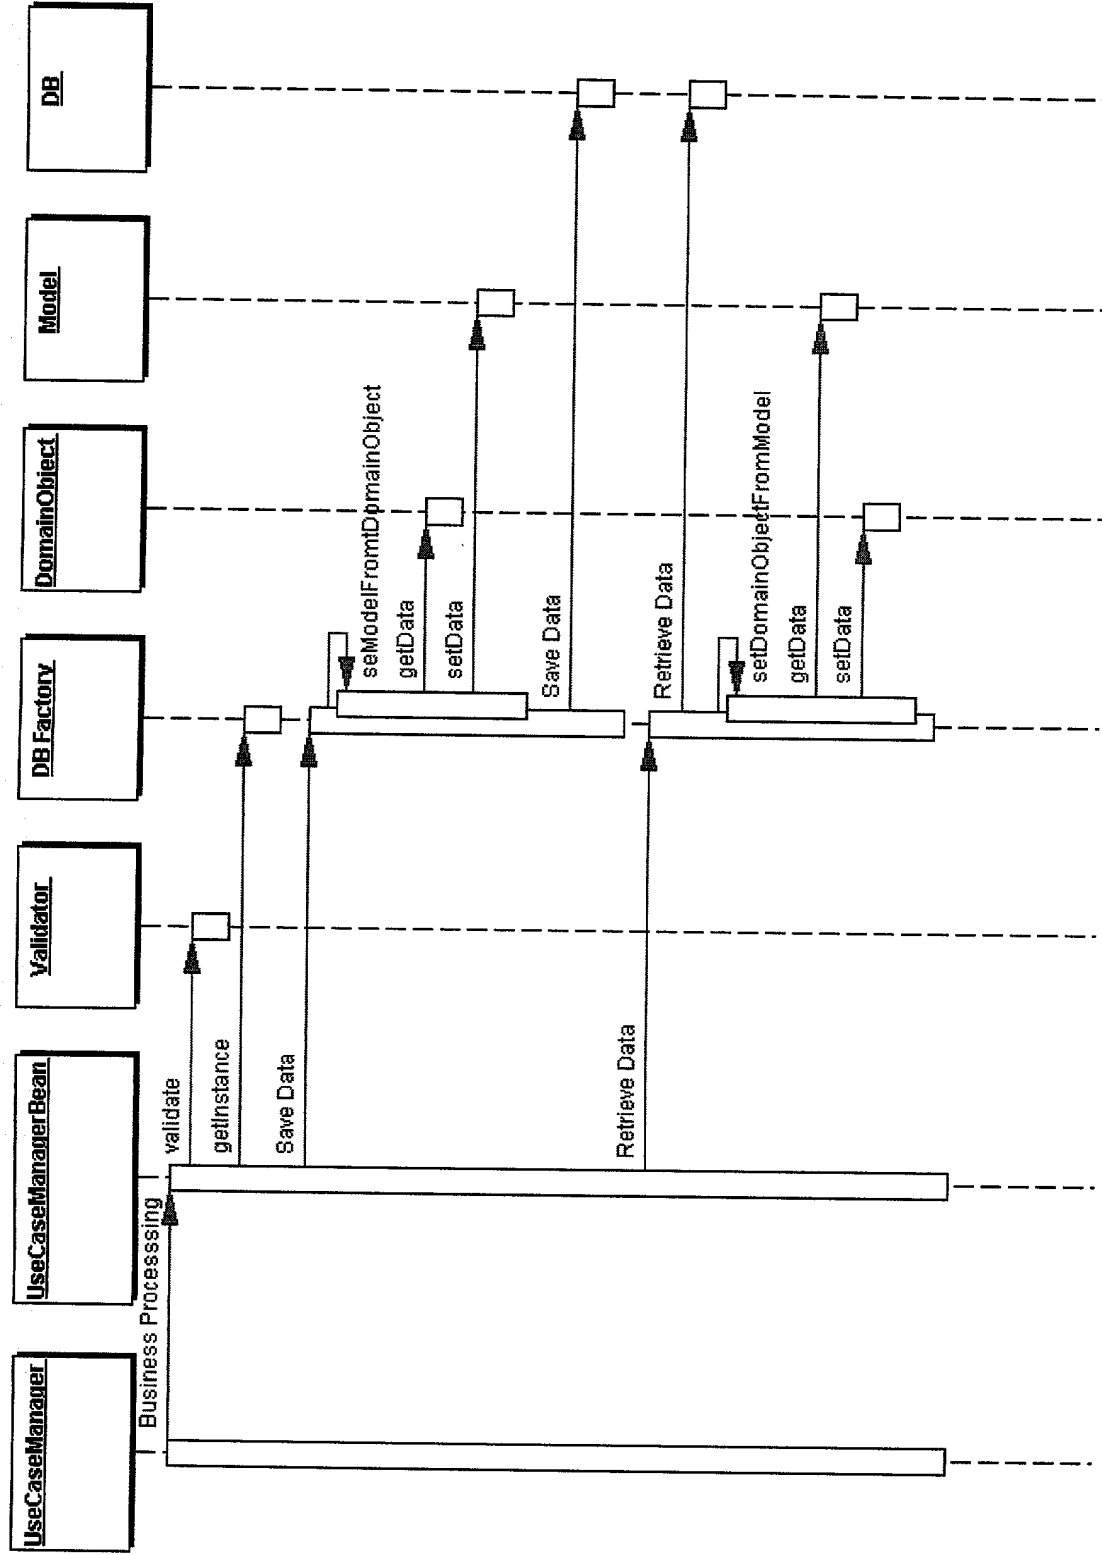 UseCaseManager
UseCaseManagerBean
Validator
DB Factory
DomainObject
Model
DB
Business Processsing
validate
getInstance
Save Data
seModelFromtDomainObject
getData
setData
Save Data
Retrieve Data
Retrieve Data
setDomainObjectFromModel
getData
setData